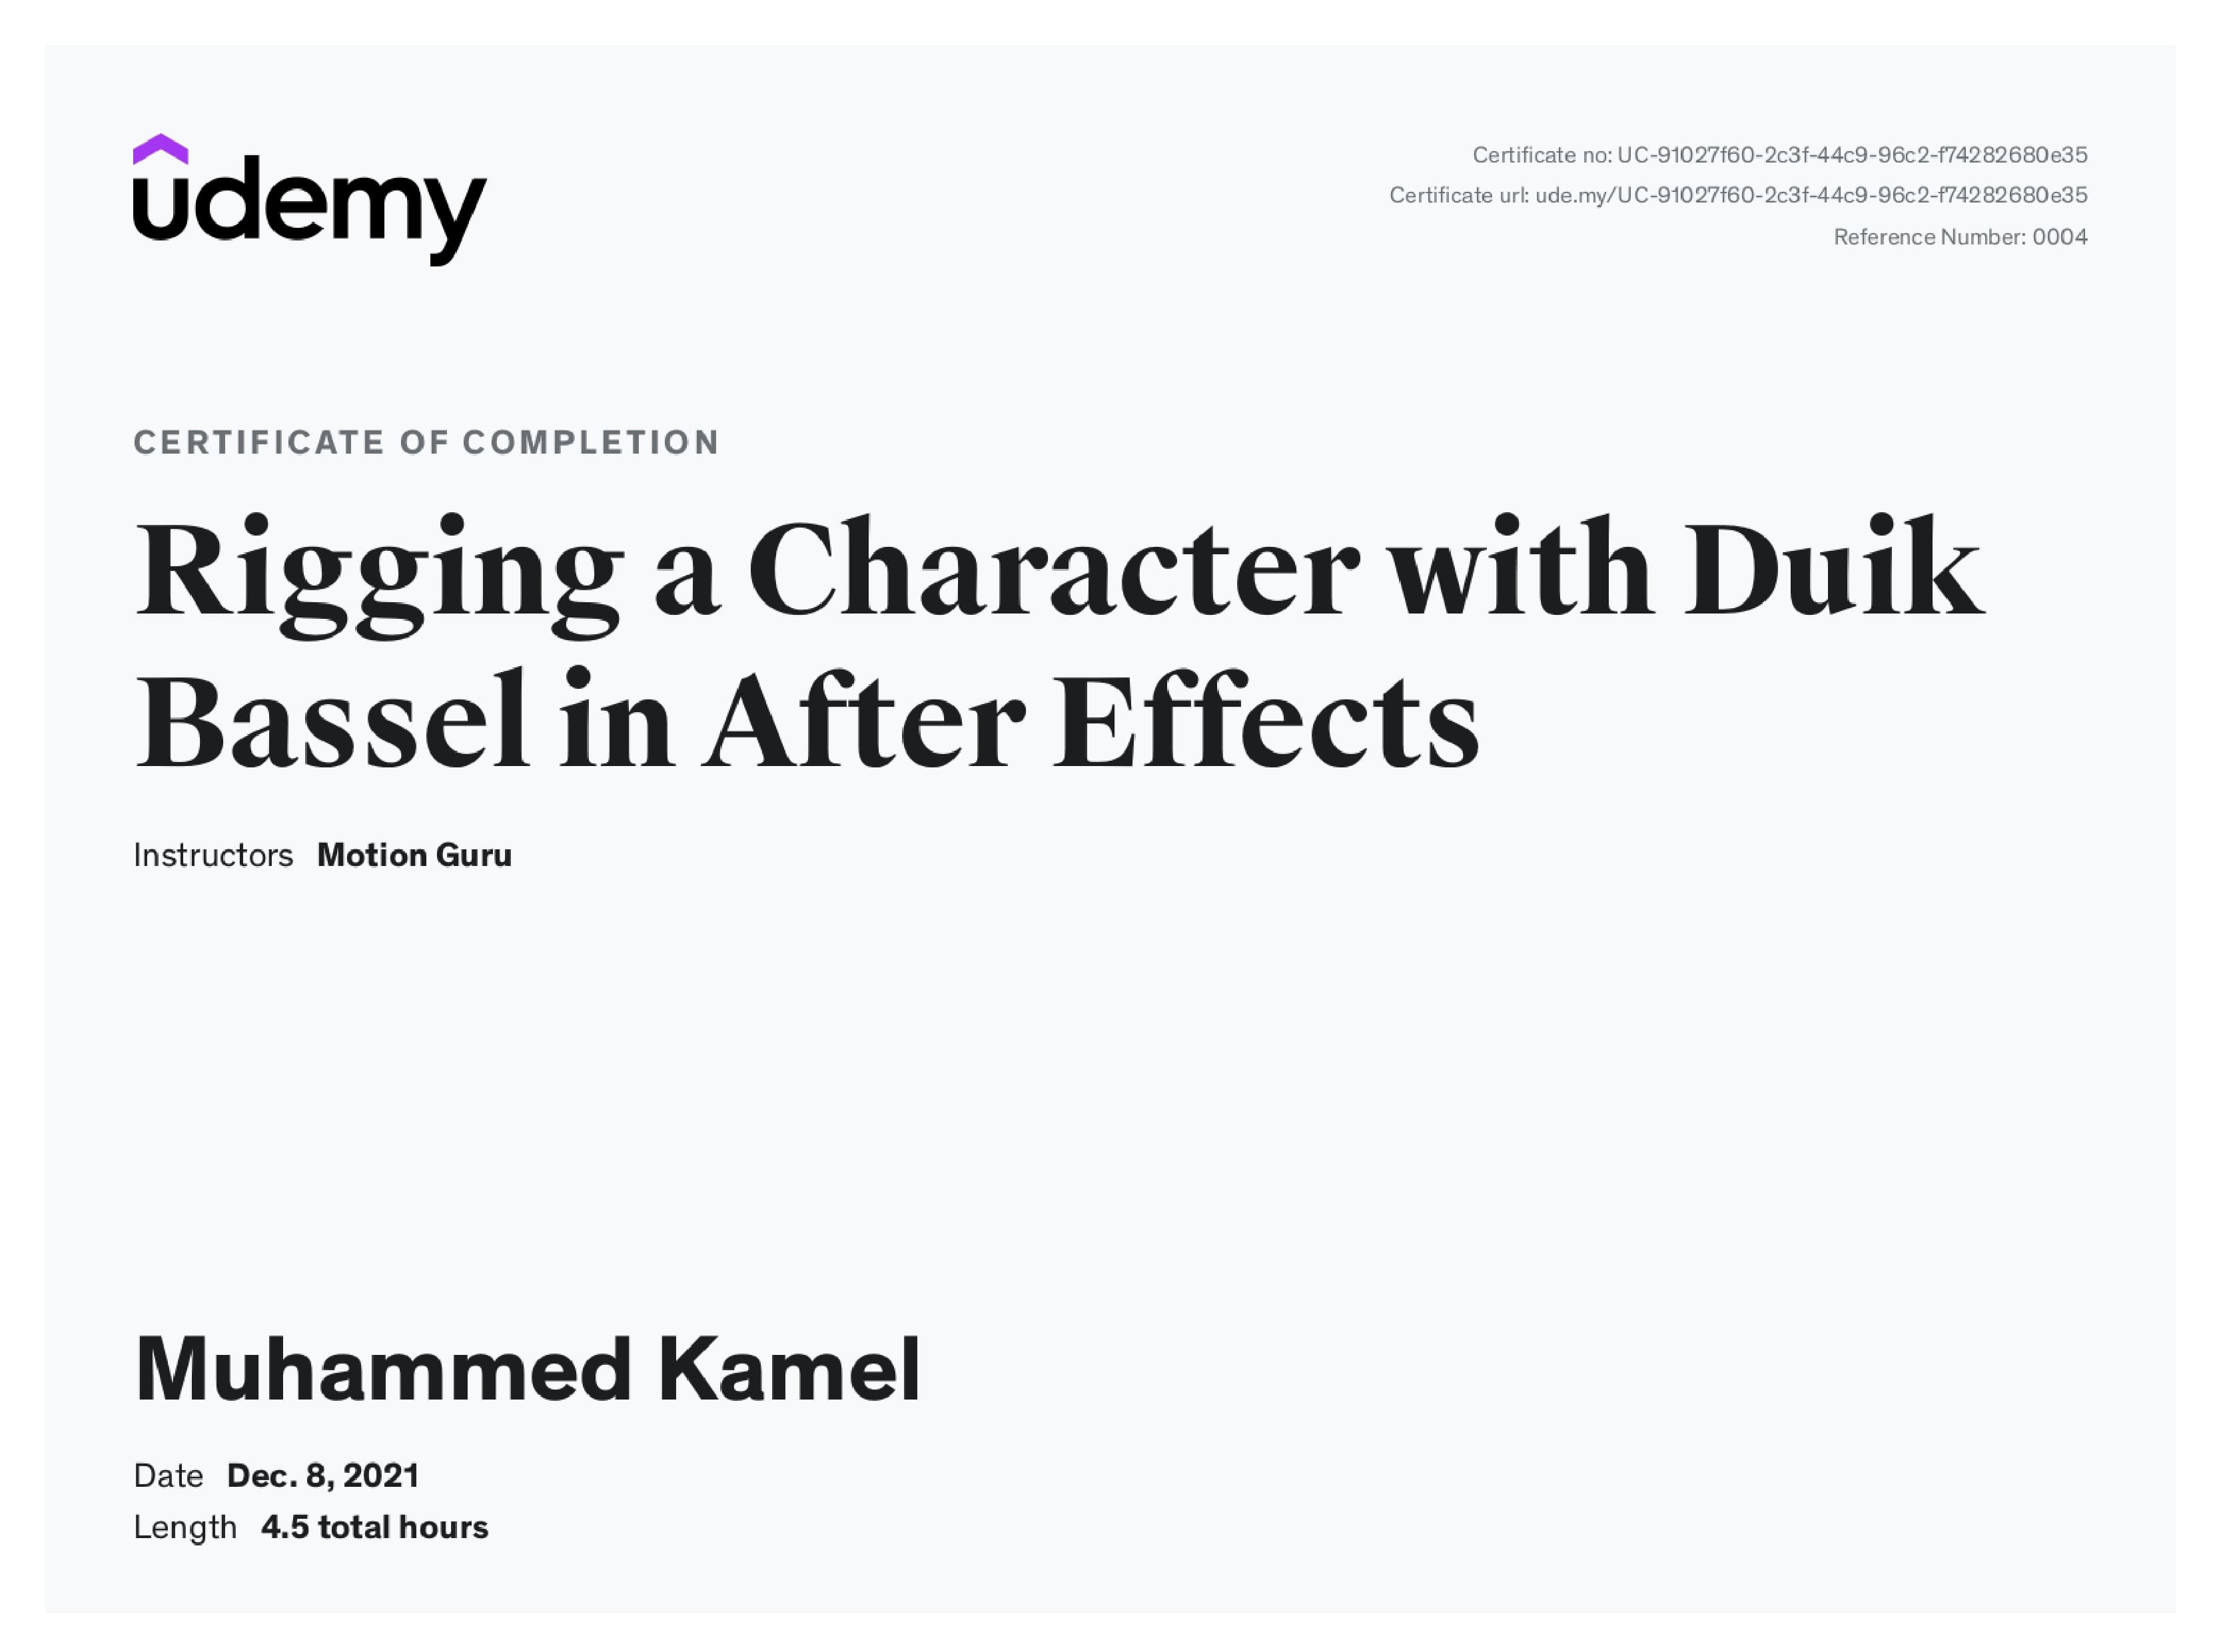 udemy
Certificate no: UC-91027f60-2c3f-44c9-96c2-f74282680e35
Certificate url: ude.my/UC-91027f60-2c3f-44c9-96c2-f74282680e35
Reference Number: 0004
CERTIFICATE OF COMPLETION
Rigging a Character with Duik
Bassel in After Effects
Instructors Motion Guru
Muhammed Kamel
Date Dec. 8, 2021
Length 4.5 total hours